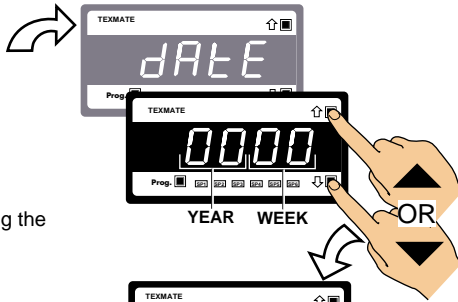 TEXMATE
dAtE
Prog.
TEXMATE
0000
Prog. SP1 SP2 SP3 SP4 SP5 SP6
YEAR WEEK
OR
g the
TEXMATE